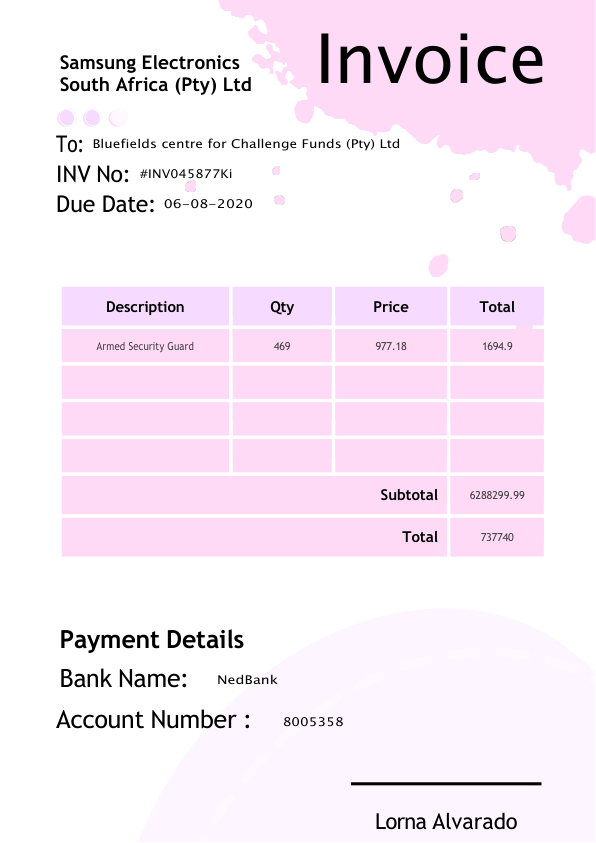 Invoice
Samsung Electronics
South Africa (Pty) Ltd
To: Bluefields centre for Challenge Funds (Pty) Ltd
INV No: #INV045877Ki
Due Date: 06-08-2020
Description Qty Price Total
Armed Security Guard 469 977.18 1694.9
Subtotal 6288299.99
Total 737740
Payment Details
Bank Name: NedBank
Account Number : 8005358
Lorna Alvarado